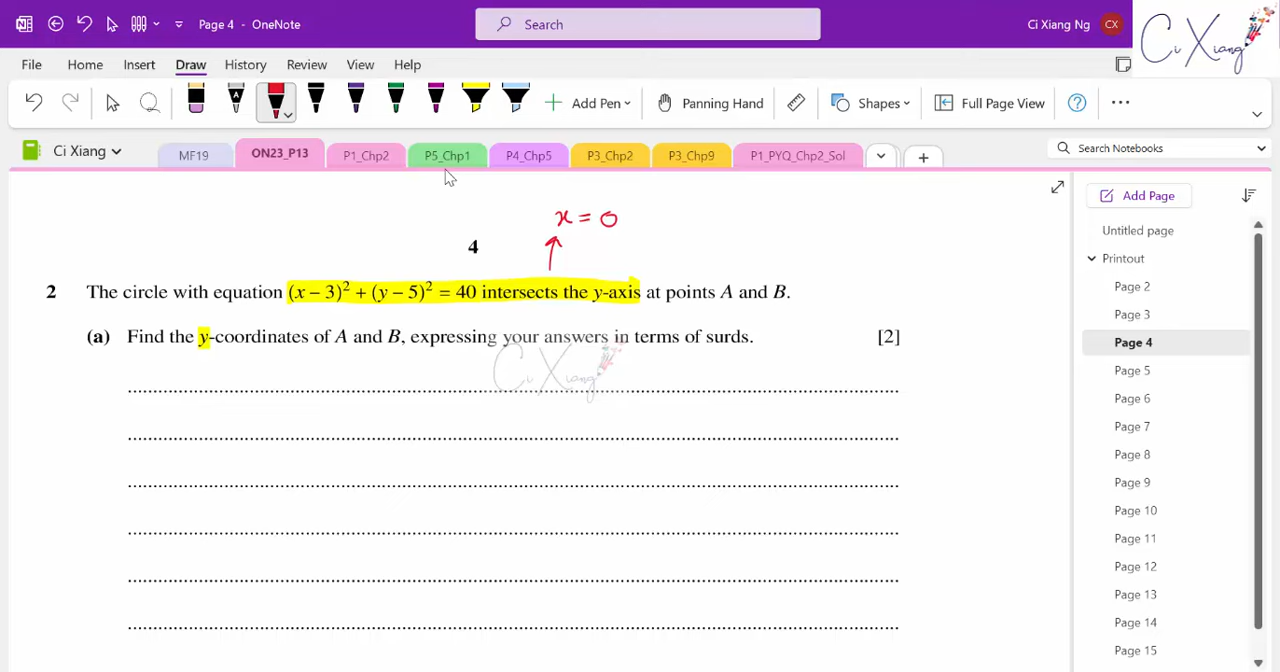 Page 4 - OneNote
Search
Ci Xiang Ng CX
Ci Xiang
File Home Insert Draw History Review View Help
A Add Pen Panning Hand Shapes ? Full Page View ...
Ci Xiang MF19 ON23_P13 P1_Chp2 P5_Chp1 P4_Chp5 P3_Chp2 P3_Chp9 P1_PYQ_Chp2_Sol Search Notebooks
x = 0
4
2 The circle with equation (x − 3)² + (y − 5)² = 40 intersects the y-axis at points A and B.
(a) Find the y-coordinates of A and B, expressing your answers in terms of surds. [2]
Ci Xiang
Add Page
Untitled page
Printout
Page 2
Page 3
Page 4
Page 5
Page 6
Page 7
Page 8
Page 9
Page 10
Page 11
Page 12
Page 13
Page 14
Page 15